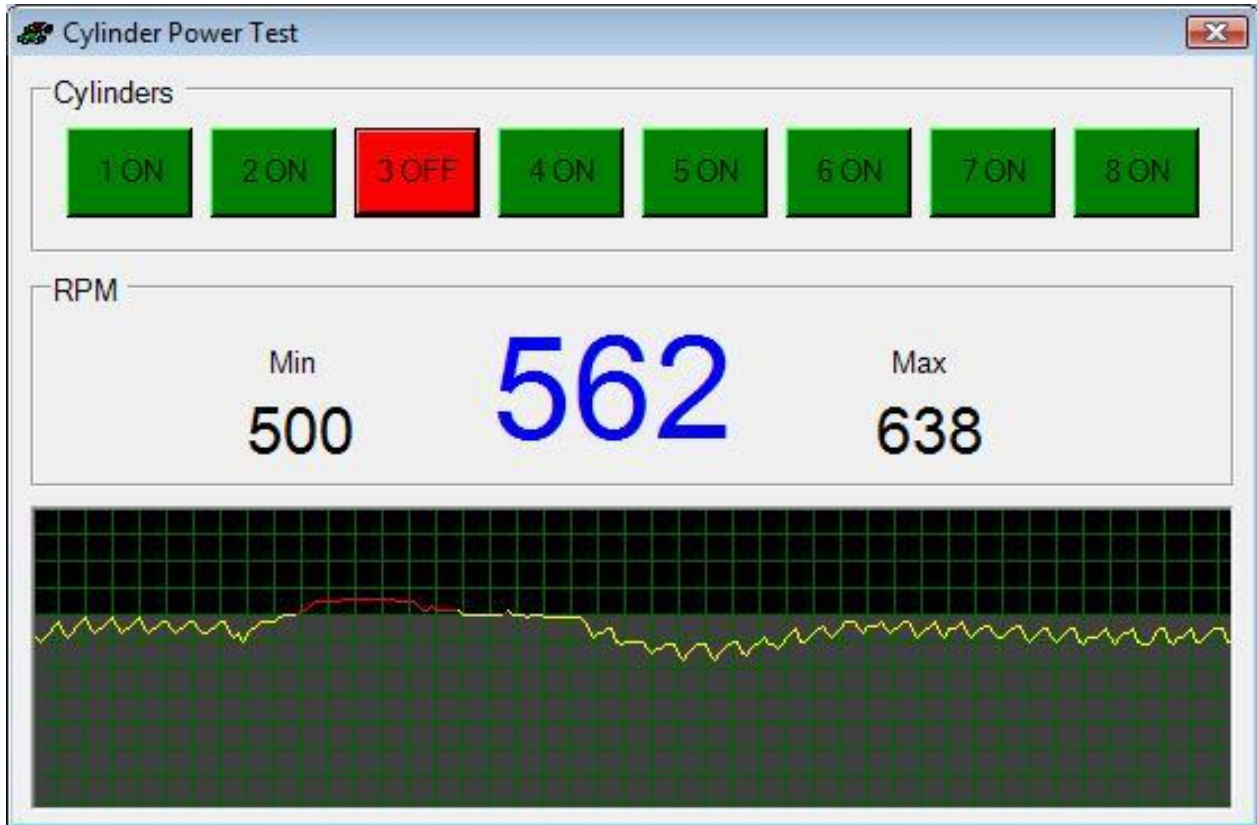 Cylinder Power Test
Cylinders
1 ON 2 ON 3 OFF 4 ON 5 ON 6 ON 7 ON 8 ON
RPM
Min 562 Max
500 638